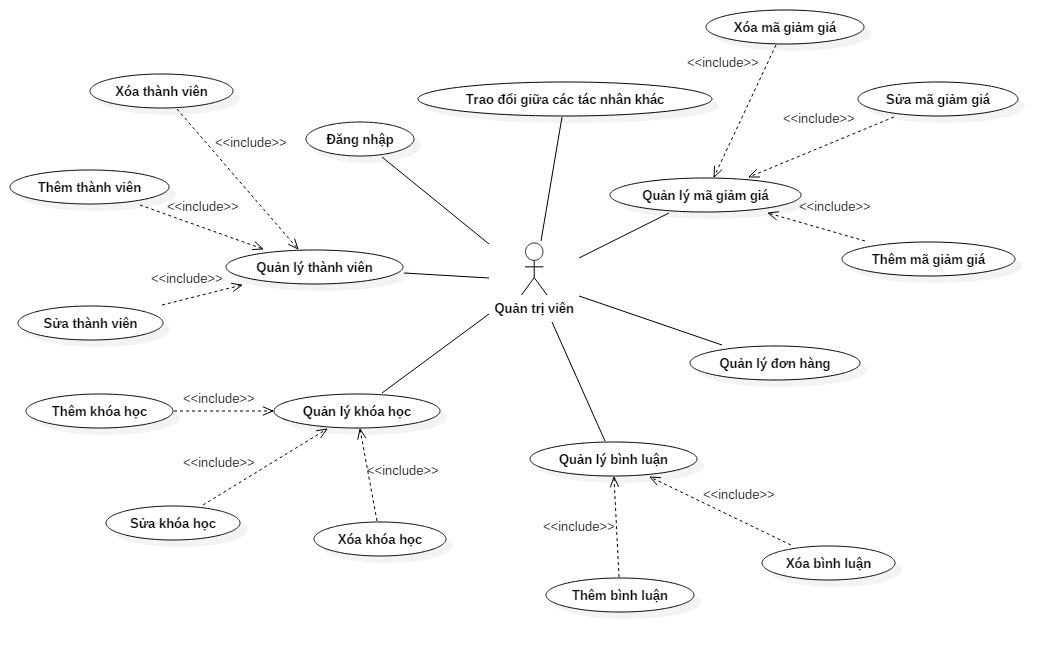 Xóa mã giảm giá
<<include>>
Xóa thành viên
Trao đổi giữa các tác nhân khác
Sửa mã giảm giá
<<include>>
Đăng nhập
<<include>>
Thêm thành viên
<<include>>
Quản lý mã giảm giá
<<include>>
Quản lý thành viên
Thêm mã giảm giá
<<include>>
Quản trị viên
Sửa thành viên
Quản lý đơn hàng
<<include>>
Thêm khóa học
Quản lý khóa học
<<include>>
<<include>>
Quản lý bình luận
<<include>>
Sửa khóa học
<<include>>
Xóa khóa học
Xóa bình luận
Thêm bình luận